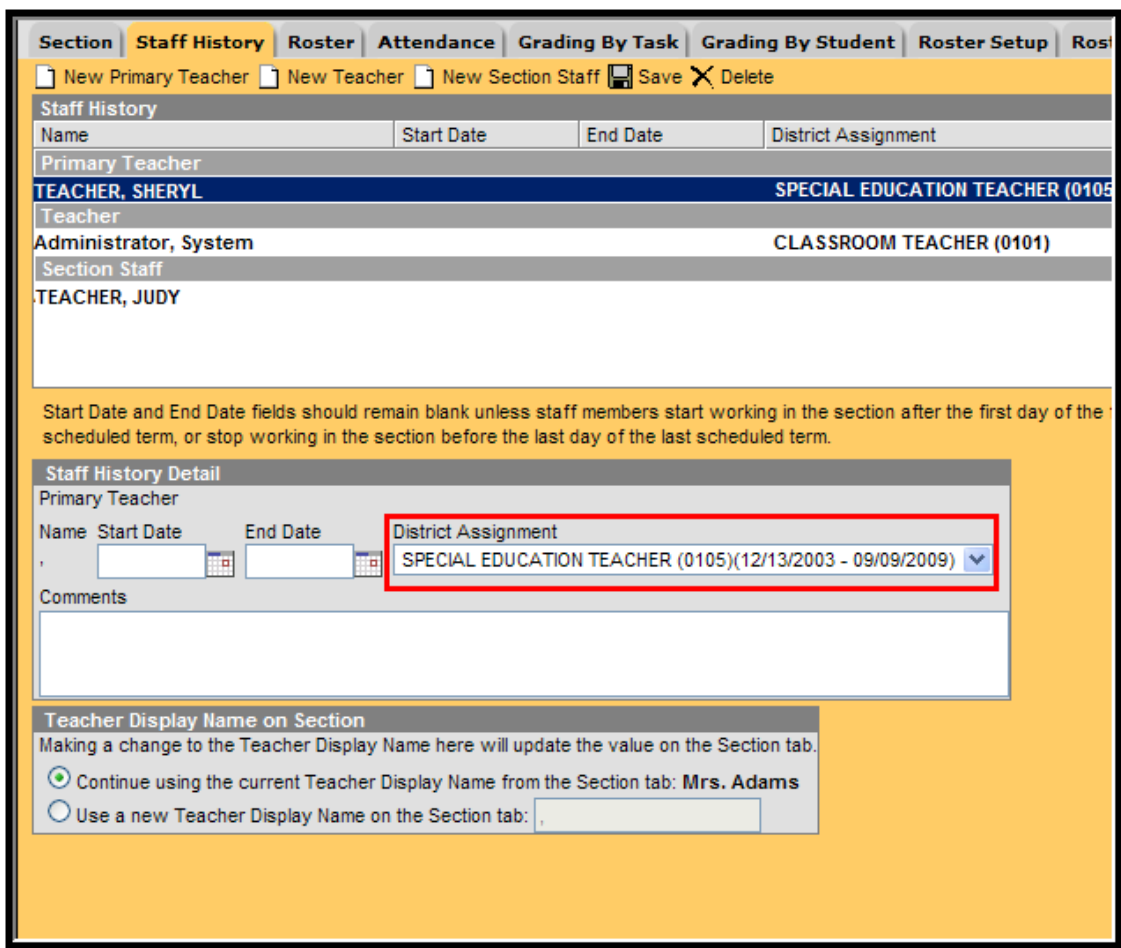 Section Staff History Roster Attendance Grading By Task Grading By Student Roster Setup
New Primary Teacher New Teacher New Section Staff Save Delete
Staff History
Name Start Date End Date District Assignment
Primary Teacher
TEACHER, SHERYL SPECIAL EDUCATION TEACHER (0105
Teacher
Administrator, System CLASSROOM TEACHER (0101)
Section Staff
TEACHER, JUDY
Start Date and End Date fields should remain blank unless staff members start working in the section after the first day of the
scheduled term, or stop working in the section before the last day of the last scheduled term.
Staff History Detail
Primary Teacher
Name Start Date End Date District Assignment
, SPECIAL EDUCATION TEACHER (0105)(12/13/2003 - 09/09/2009)
Comments
Teacher Display Name on Section
Making a change to the Teacher Display Name here will update the value on the Section tab.
Continue using the current Teacher Display Name from the Section tab: Mrs. Adams
Use a new Teacher Display Name on the Section tab: ,